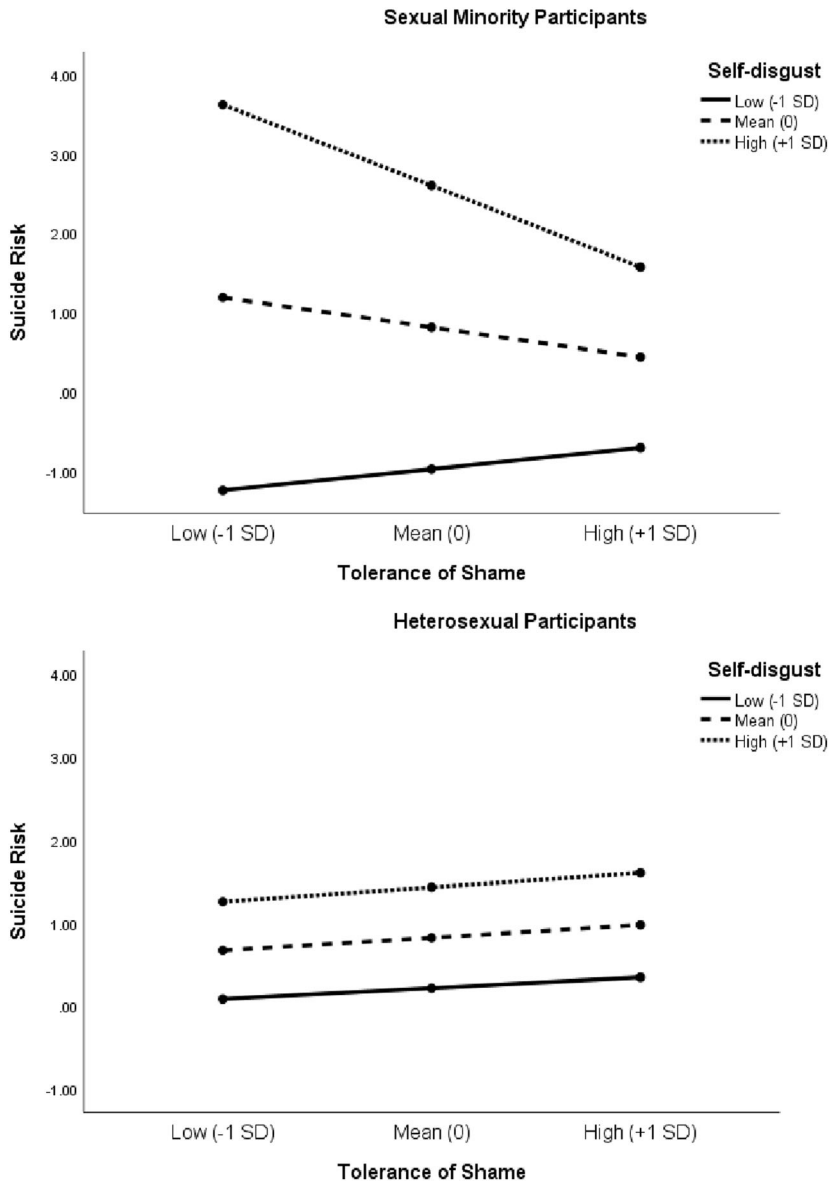 Sexual Minority Participants
Self-disgust
Low (-1 SD)
Mean (0)
High (+1 SD)
4.00
3.00
2.00
1.00
.00
-1.00
Suicide Risk
Low (-1 SD) Mean (0) High (+1 SD)
Tolerance of Shame
Heterosexual Participants
Self-disgust
Low (-1 SD)
Mean (0)
High (+1 SD)
4.00
3.00
2.00
1.00
.00
-1.00
Suicide Risk
Low (-1 SD) Mean (0) High (+1 SD)
Tolerance of Shame